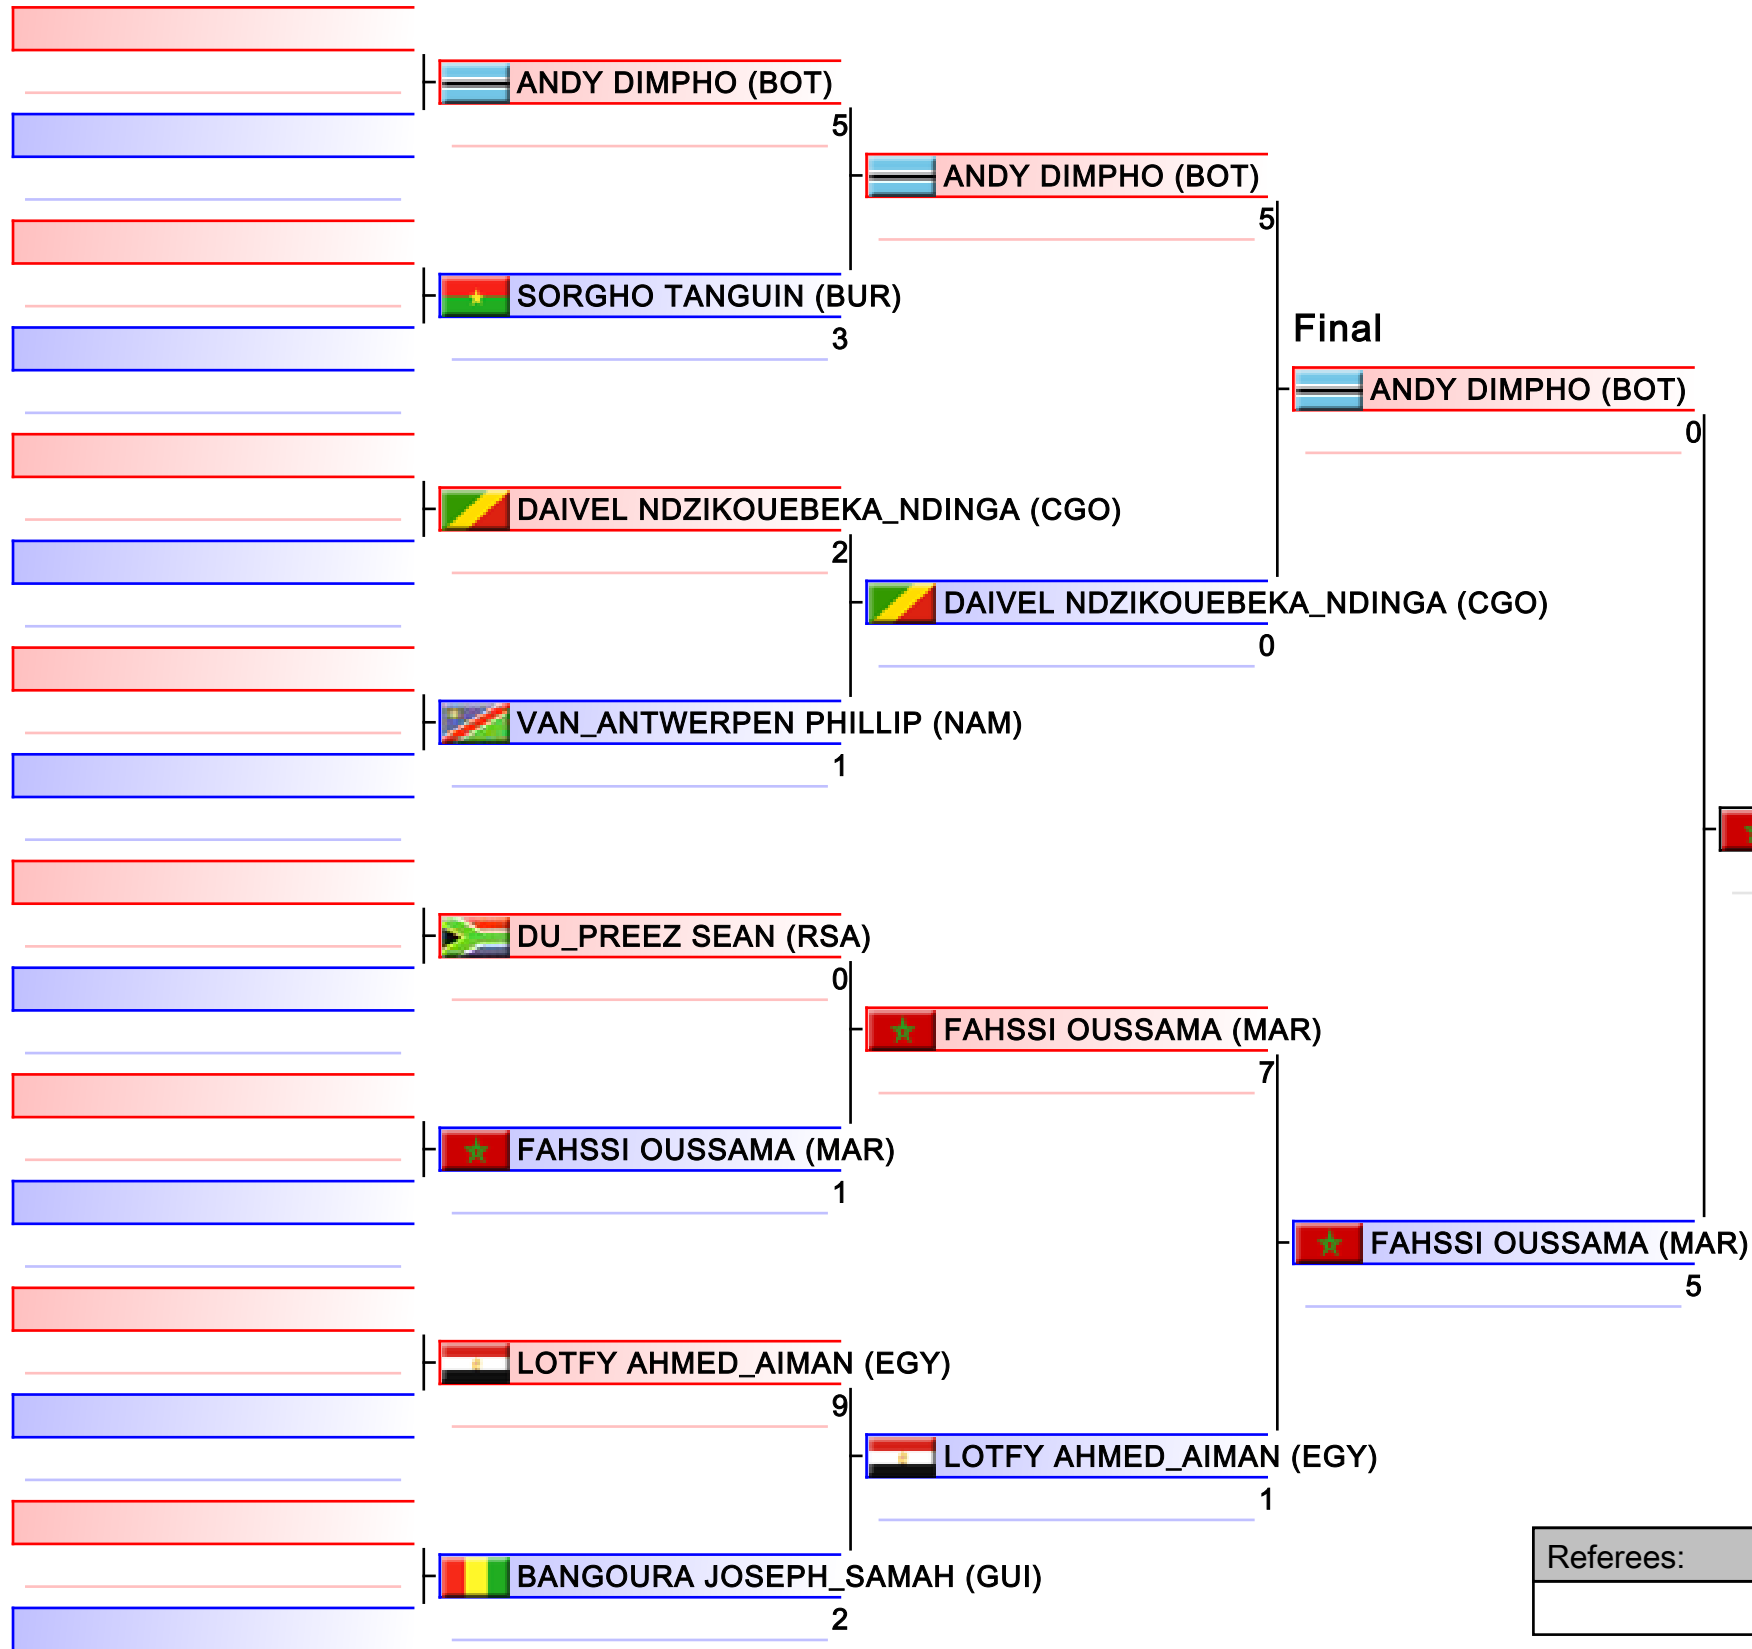 ANDY DIMPHO (BOT)
5
SORGHO TANGUIN (BUR)
3
DAIVEL NDZIKOUEBEKA_NDINGA (CGO)
2
VAN_ANTWERPEN PHILLIP (NAM)
1
DU_PREEZ SEAN (RSA)
0
FAHSSI OUSSAMA (MAR)
1
LOTFY AHMED_AIMAN (EGY)
9
BANGOURA JOSEPH_SAMAH (GUI)
2
ANDY DIMPHO (BOT)
5
DAIVEL NDZIKOUEBEKA_NDINGA (CGO)
0
FAHSSI OUSSAMA (MAR)
7
LOTFY AHMED_AIMAN (EGY)
1
Final
ANDY DIMPHO (BOT)
0
FAHSSI OUSSAMA (MAR)
5
Referees: